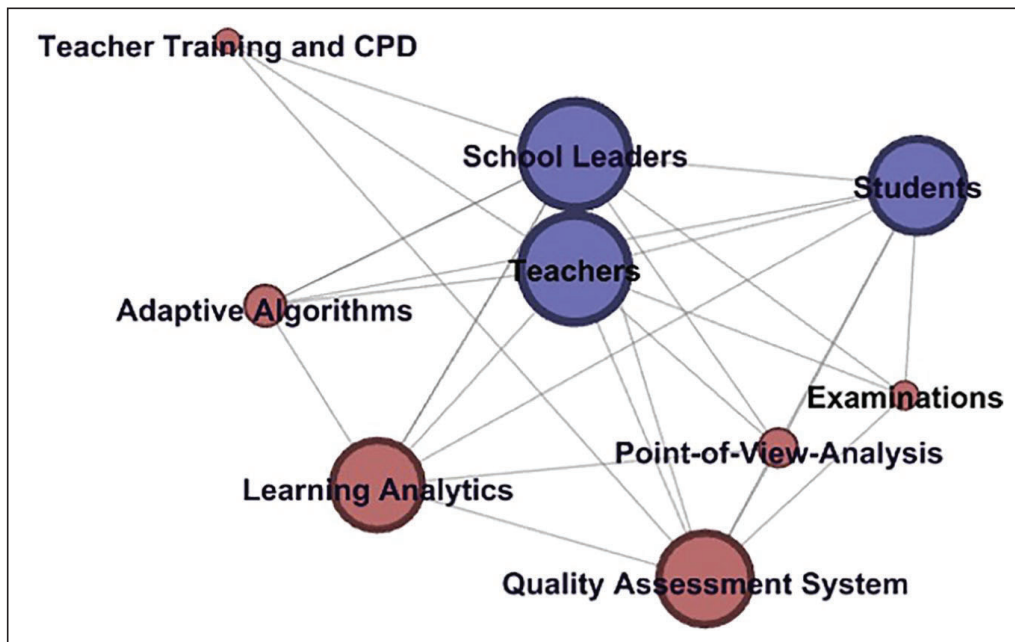 Teacher Training and CPD
School Leaders
Students
Teachers
Adaptive Algorithms
Examinations
Point-of-View-Analysis
Learning Analytics
Quality Assessment System